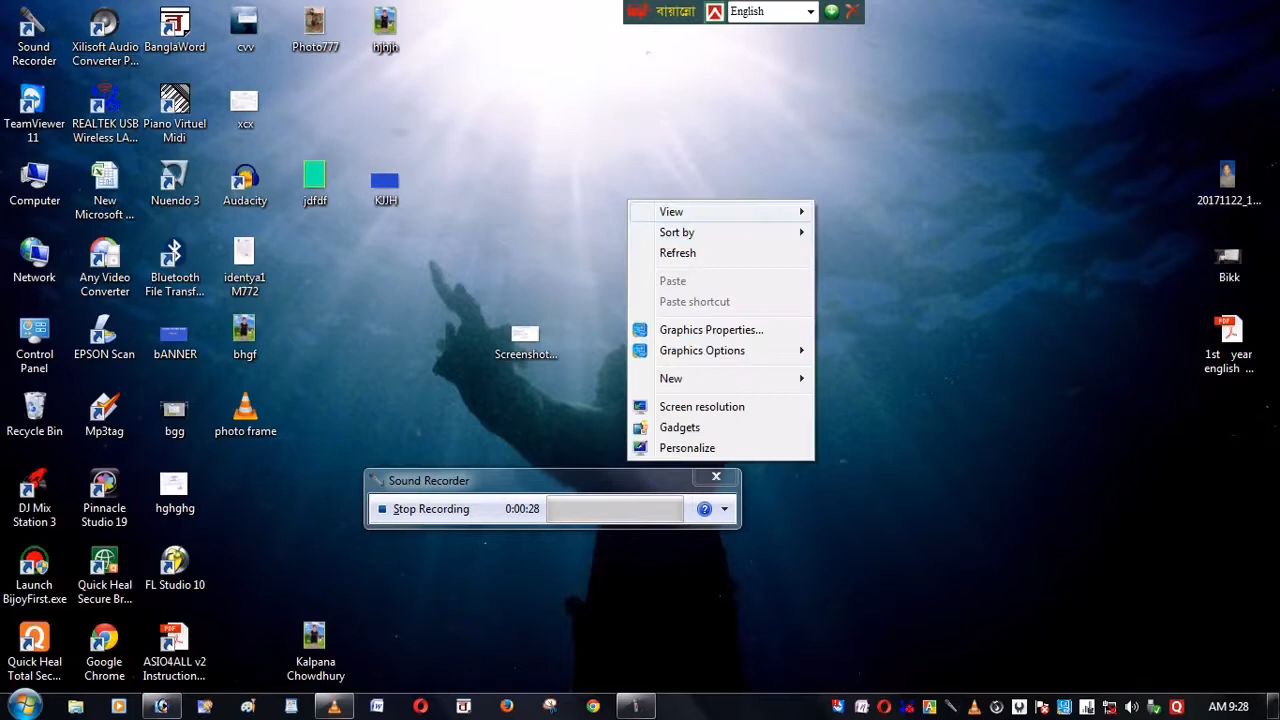 বায়ান্নো
English
Sound
Recorder
Xilisoft Audio
Converter P...
BanglaWord
cvv
Photo777
hjhjh
TeamViewer
11
REALTEK USB
Wireless LA...
Piano Virtuel
Midi
xcx
Computer
New
Microsoft ...
Nuendo 3
Audacity
jdfdf
KJJH
20171122_1...
Network
Any Video
Converter
Bluetooth
File Transf...
identya1
M772
Bikk
Control
Panel
EPSON Scan
bANNER
bhgf
Screenshot...
1st year
english ...
Recycle Bin
Mp3tag
bgg
photo frame
DJ Mix
Station 3
Pinnacle
Studio 19
hghghg
Launch
BijoyFirst.exe
Quick Heal
Secure Br...
FL Studio 10
Quick Heal
Total Sec...
Google
Chrome
ASIO4ALL v2
Instruction...
Kalpana
Chowdhury
View
Sort by
Refresh
Paste
Paste shortcut
Graphics Properties...
Graphics Options
New
Screen resolution
Gadgets
Personalize
Sound Recorder
Stop Recording
0:00:28
AM 9:28